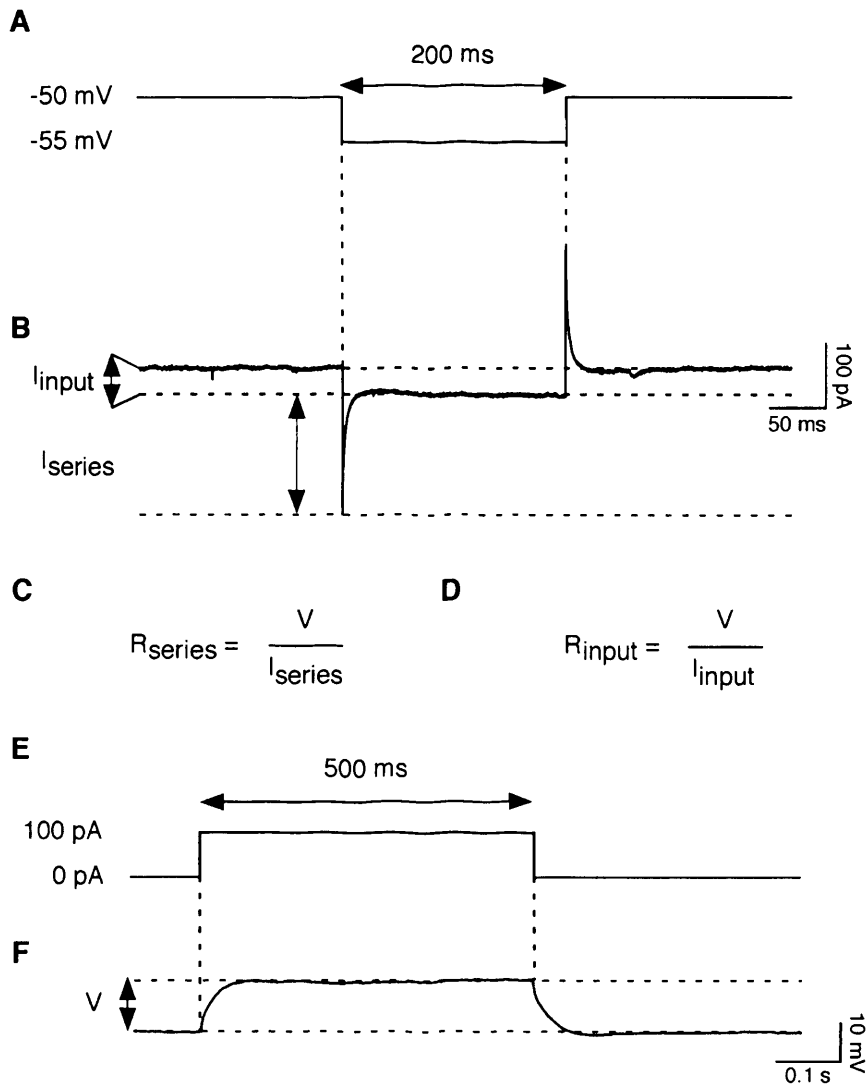 A
200 ms
-50 mV
-55 mV
B
Iinput
100 pA
50 ms
Iseries
C
D
Rseries = V / Iseries
Rinput = V / Iinput
E
500 ms
100 pA
0 pA
F
V
10 mV
0.1 s